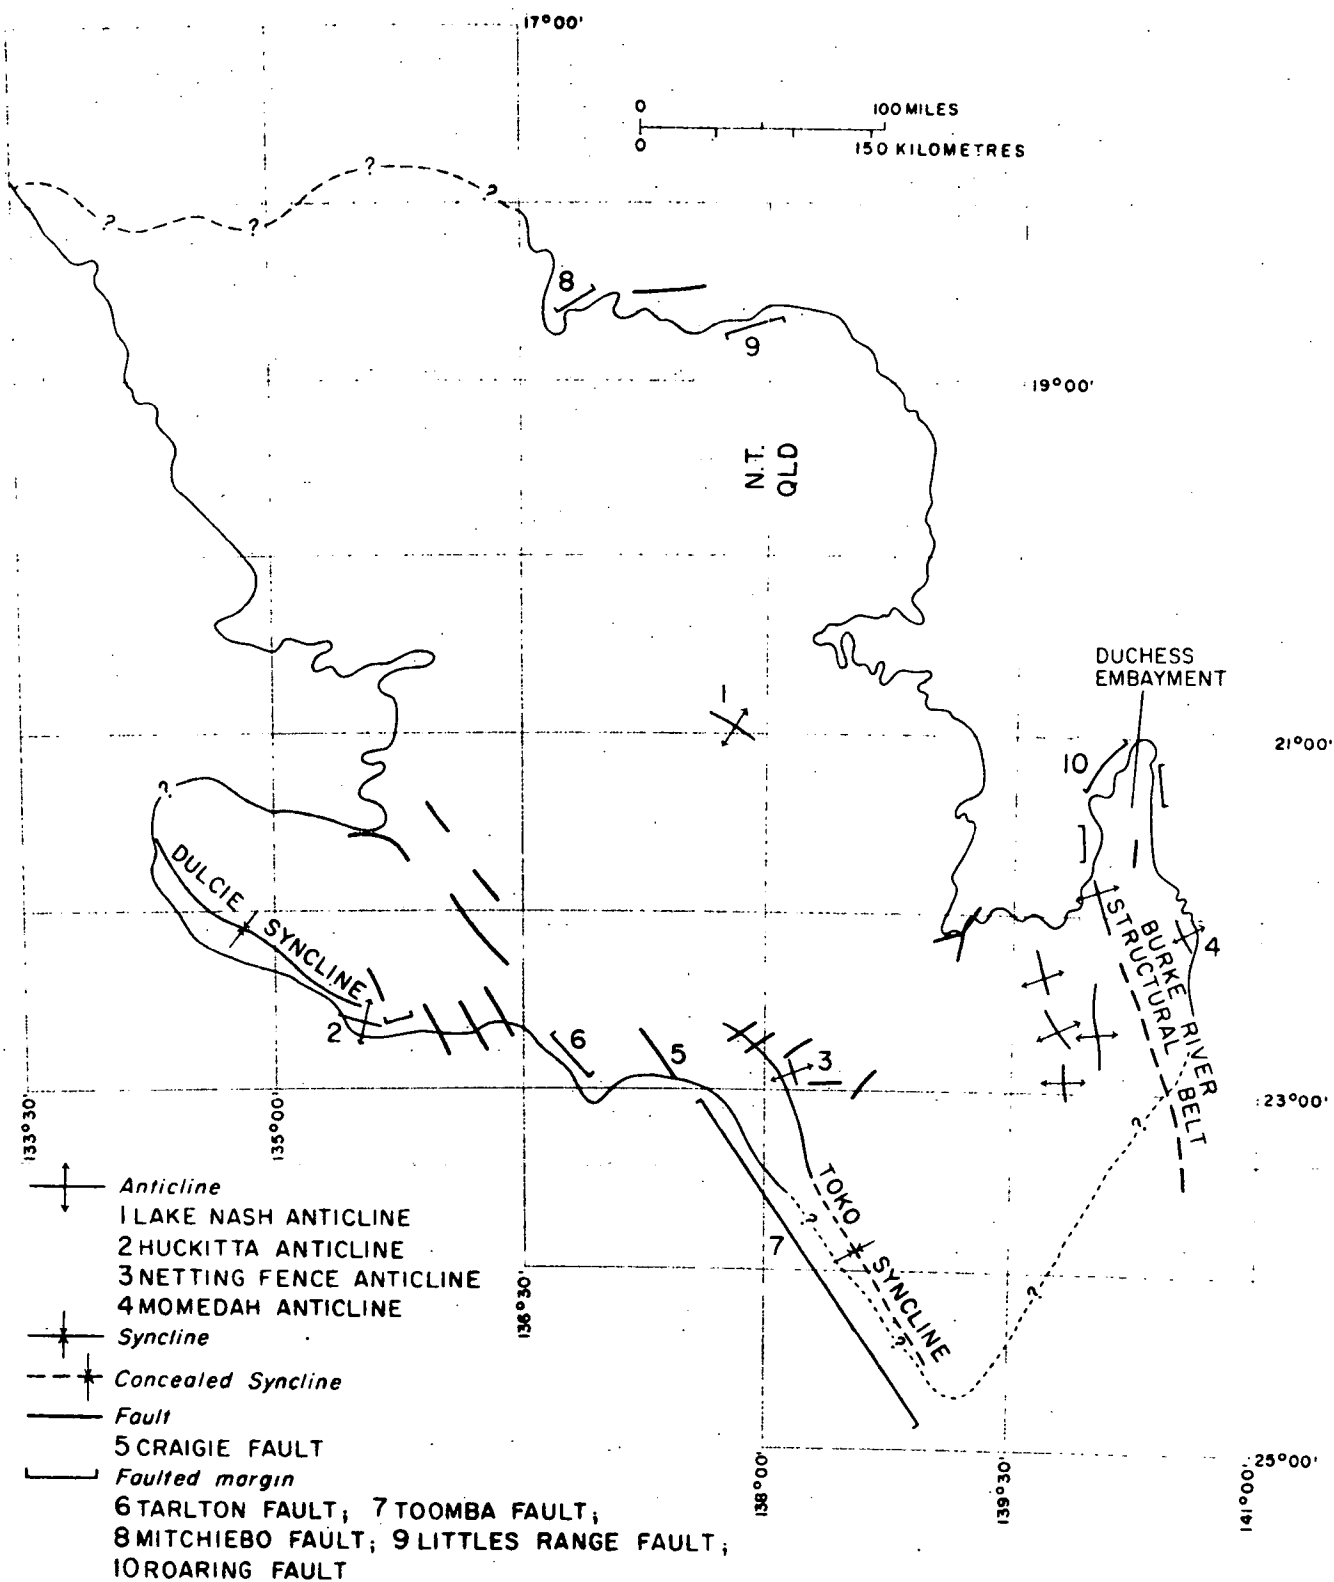 17°00'
0 100 MILES
0 150 KILOMETRES
?
?
?
?
8
9
19°00'
N.T.
QLD
DUCHESS
EMBAYMENT
1
21°00'
10
?
DULCIE SYNCLINE
BURKE RIVER
STRUCTURAL BELT
4
2
6
5
3
133°30'
135°00'
23°00'
?
TOKO SYNCLINE
?
7
?
?
136°30'
Anticline
1 LAKE NASH ANTICLINE
2 HUCKITTA ANTICLINE
3 NETTING FENCE ANTICLINE
4 MOMEDAH ANTICLINE
Syncline
Concealed Syncline
Fault
5 CRAIGIE FAULT
Faulted margin
6 TARLTON FAULT; 7 TOOMBA FAULT;
8 MITCHIEBO FAULT; 9 LITTLES RANGE FAULT;
10 ROARING FAULT
138°00'
139°30'
141°00'
25°00'